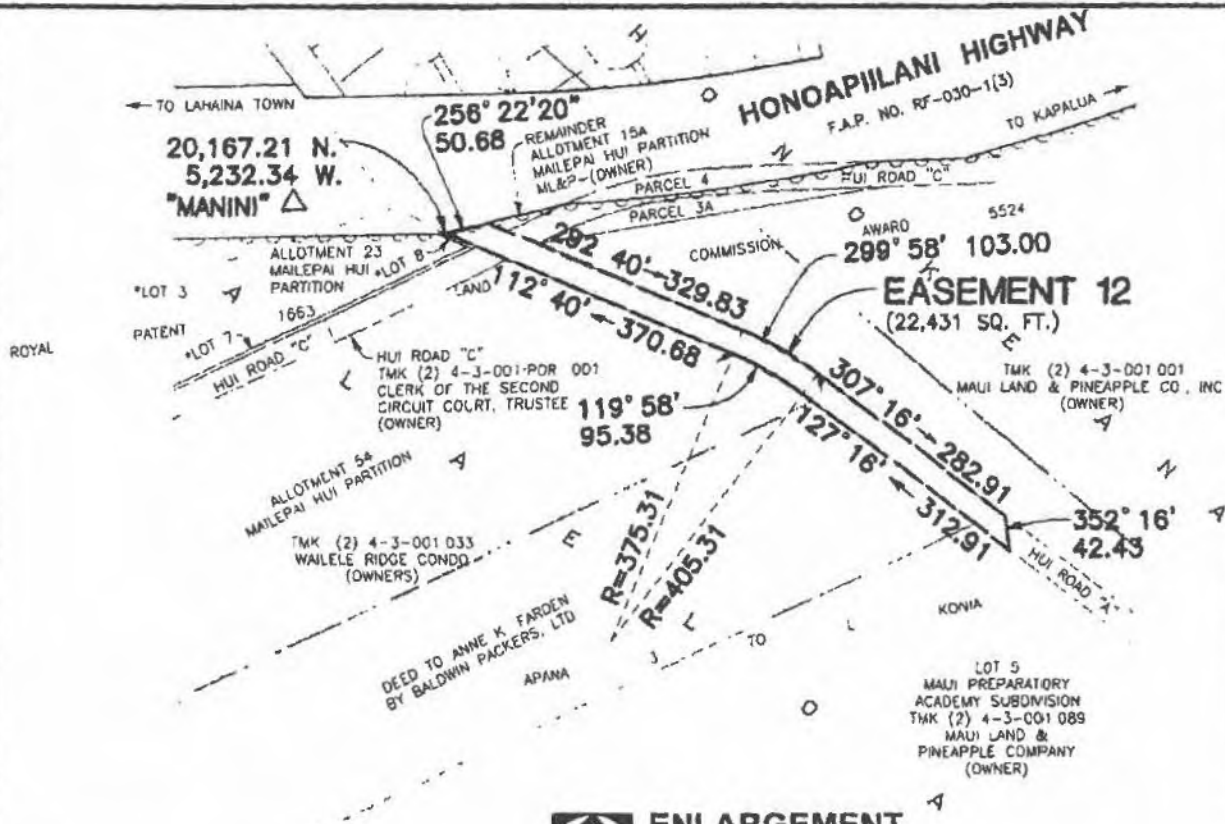 HONOAPIILANI HIGHWAY
F.A.P. NO. RF-030-1(3)
TO LAHAINA TOWN
TO KAPALUA
256° 22'20"
50.68
20,167.21 N.
5,232.34 W.
"MANINI"
REMAINDER
ALLOTMENT 15A
MAILEPAI HUI PARTITION
ML&P-(OWNER)
PARCEL 4
HUI ROAD "C"
PARCEL 3A
COMMISSION
AWARD
5524
299° 58' 103.00
292° 40' 329.83
EASEMENT 12
(22,431 SQ. FT.)
ALLOTMENT 23
MAILEPAI HUI
PARTITION
*LOT 8
*LOT 3
LAND
ROYAL
PATENT
1663
*LOT 7
HUI ROAD "C"
112° 40' 370.68
HUI ROAD "C"
TMK (2) 4-3-001·POR 001
CLERK OF THE SECOND
CIRCUIT COURT, TRUSTEE
(OWNER)
119° 58'
95.38
307° 16' 282.91
127° 16' 312.91
TMK (2) 4-3-001 001
MAUI LAND & PINEAPPLE CO., INC
(OWNER)
352° 16'
42.43
HUI ROAD
ALLOTMENT 54
MAILEPAI HUI PARTITION
TMK (2) 4-3-001 033
WAILELE RIDGE CONDO
(OWNERS)
R=375.31
R=405.31
DEED TO ANNE K. FARDEN
BY BALDWIN PACKERS, LTD
APANA
3
TO
KONIA
LOT 5
MAUI PREPARATORY
ACADEMY SUBDIVISION
TMK (2) 4-3-001 089
MAUI LAND &
PINEAPPLE COMPANY
(OWNER)
ENLARGEMENT